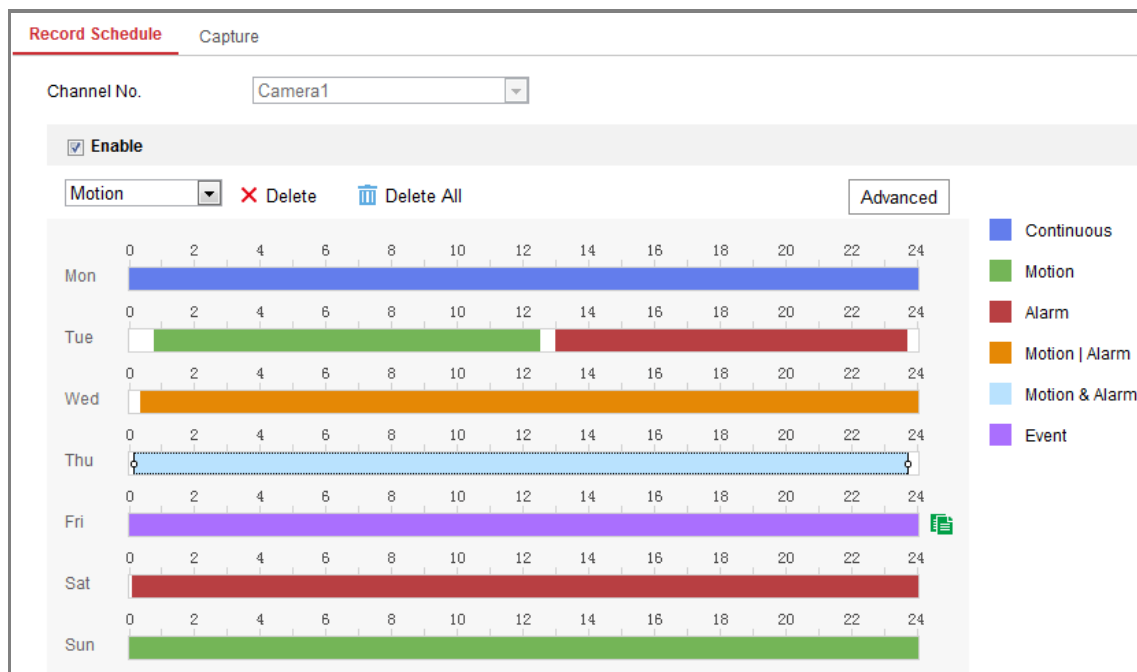 Record Schedule Capture
Channel No. Camera1
Enable
Motion Delete Delete All Advanced
Continuous
Motion
Alarm
Motion | Alarm
Motion & Alarm
Event
0 2 4 6 8 10 12 14 16 18 20 22 24
Mon
0 2 4 6 8 10 12 14 16 18 20 22 24
Tue
0 2 4 6 8 10 12 14 16 18 20 22 24
Wed
0 2 4 6 8 10 12 14 16 18 20 22 24
Thu
0 2 4 6 8 10 12 14 16 18 20 22 24
Fri
0 2 4 6 8 10 12 14 16 18 20 22 24
Sat
0 2 4 6 8 10 12 14 16 18 20 22 24
Sun